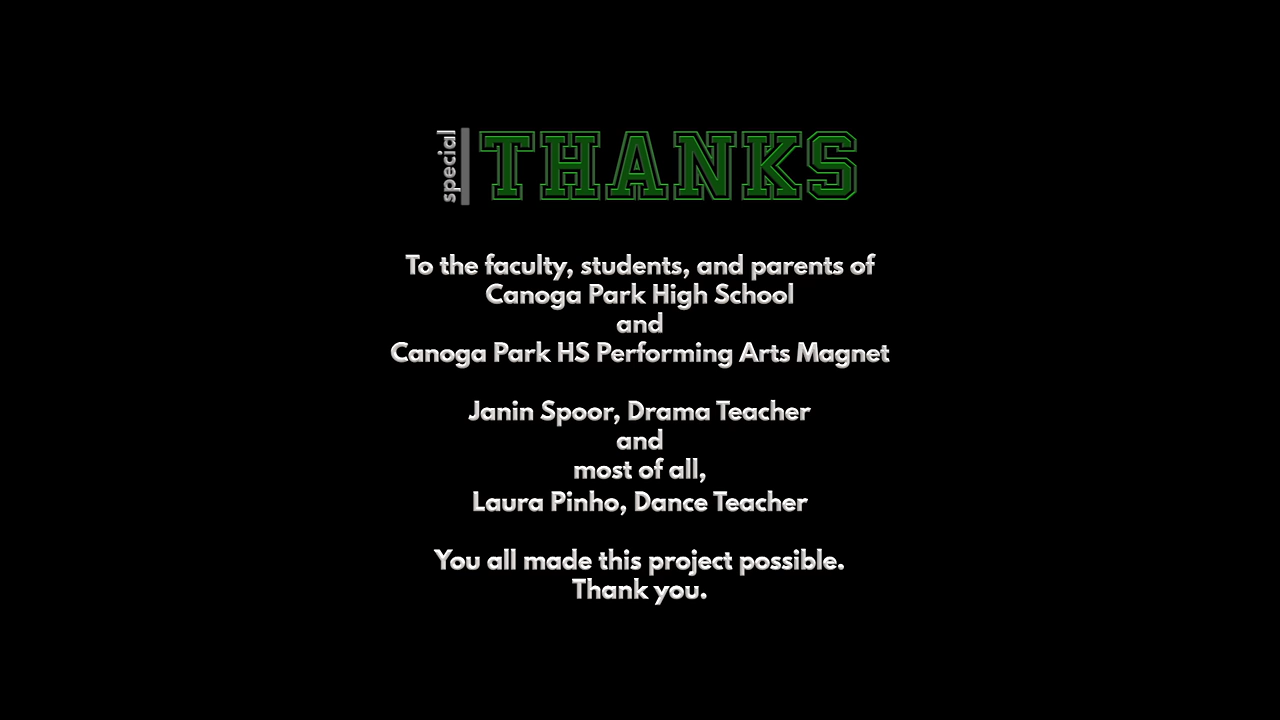 special THANKS
To the faculty, students, and parents of
Canoga Park High School
and
Canoga Park HS Performing Arts Magnet
Janin Spoor, Drama Teacher
and
most of all,
Laura Pinho, Dance Teacher
You all made this project possible.
Thank you.